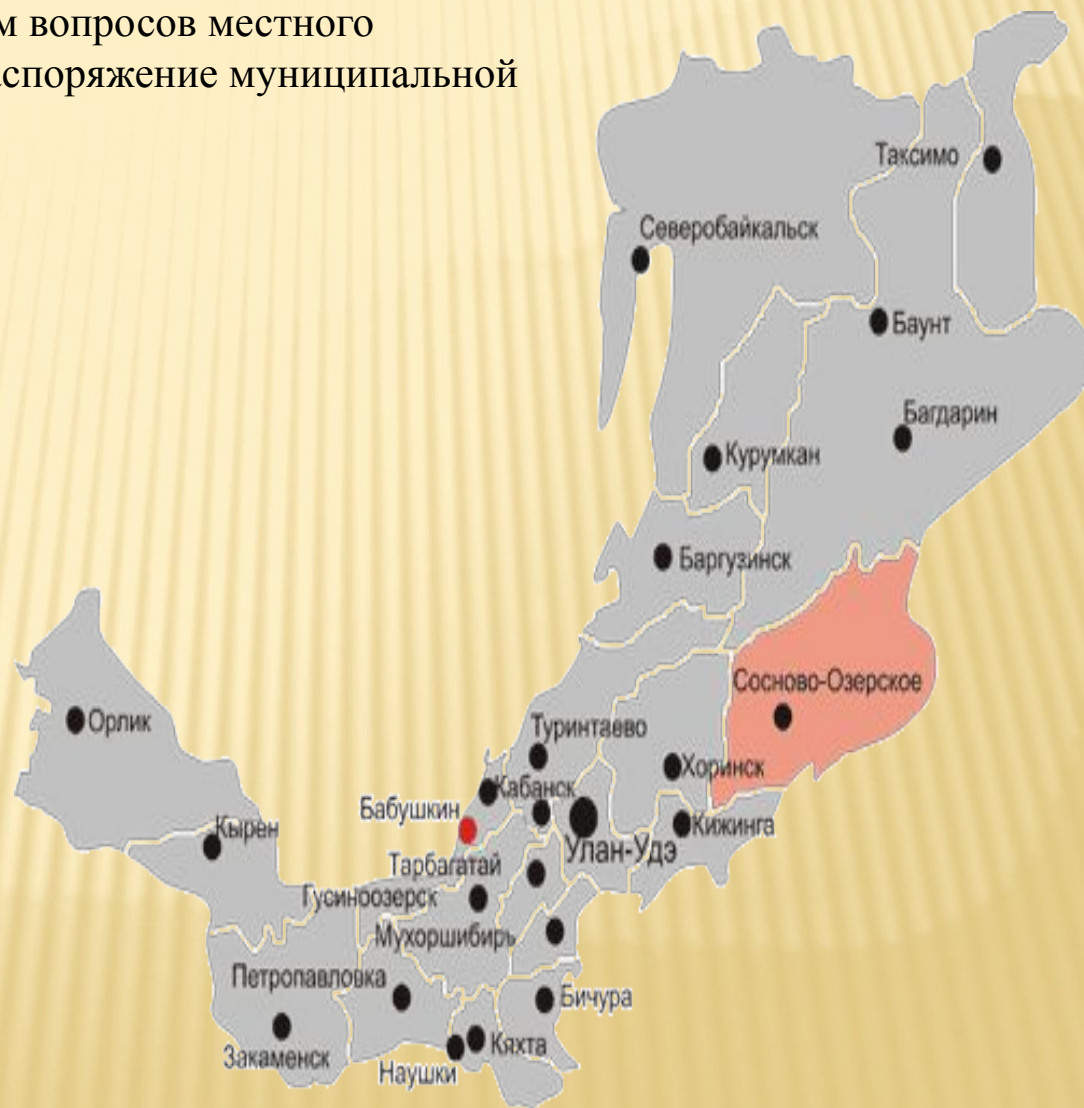 м вопросов местного
споряжение муниципальной
Таксимо
Северобайкальск
Баунт
Багдарин
Курумкан
Баргузинск
Сосново-Озерское
Орлик
Туринтаево
Хоринск
Кабанск
Бабушкин
Кижинга
Кырен
Улан-Удэ
Тарбагатай
Гусиноозерск
Мухоршибирь
Петропавловка
Бичура
Кяхта
Закаменск
Наушки